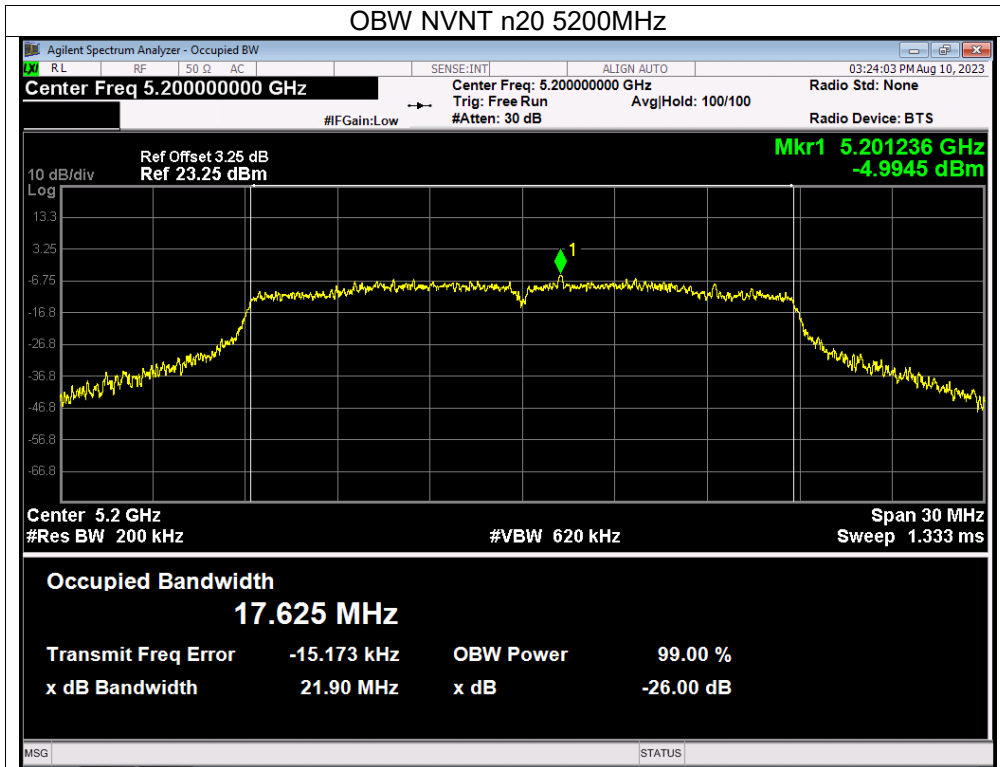 OBW NVNT n20 5200MHz
Agilent Spectrum Analyzer - Occupied BW
LXI RL RF 50 Ω AC SENSE:INT ALIGN AUTO 03:24:03 PM Aug 10, 2023
Center Freq 5.200000000 GHz Center Freq: 5.200000000 GHz Radio Std: None
Trig: Free Run Avg|Hold: 100/100
#IFGain:Low #Atten: 30 dB Radio Device: BTS
Mkr1 5.201236 GHz
-4.9945 dBm
Ref Offset 3.25 dB
10 dB/div Ref 23.25 dBm
Log
13.3
3.25
1
-6.75
-16.8
-26.8
-36.8
-46.8
-56.8
-66.8
Center 5.2 GHz Span 30 MHz
#Res BW 200 kHz #VBW 620 kHz Sweep 1.333 ms
Occupied Bandwidth
17.625 MHz
Transmit Freq Error -15.173 kHz OBW Power 99.00 %
x dB Bandwidth 21.90 MHz x dB -26.00 dB
MSG STATUS